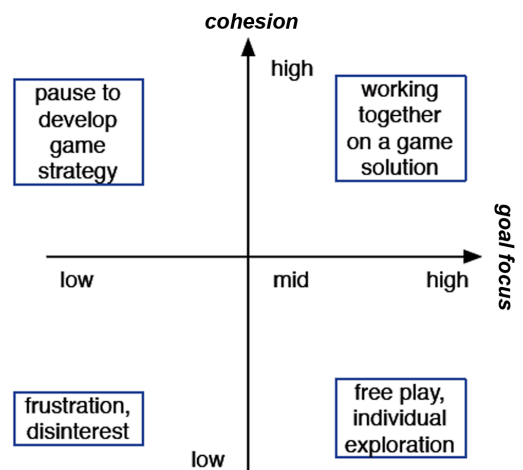 cohesion
high
pause to
develop
game
strategy
working
together
on a game
solution
goal focus
low
mid
high
frustration,
disinterest
free play,
individual
exploration
low